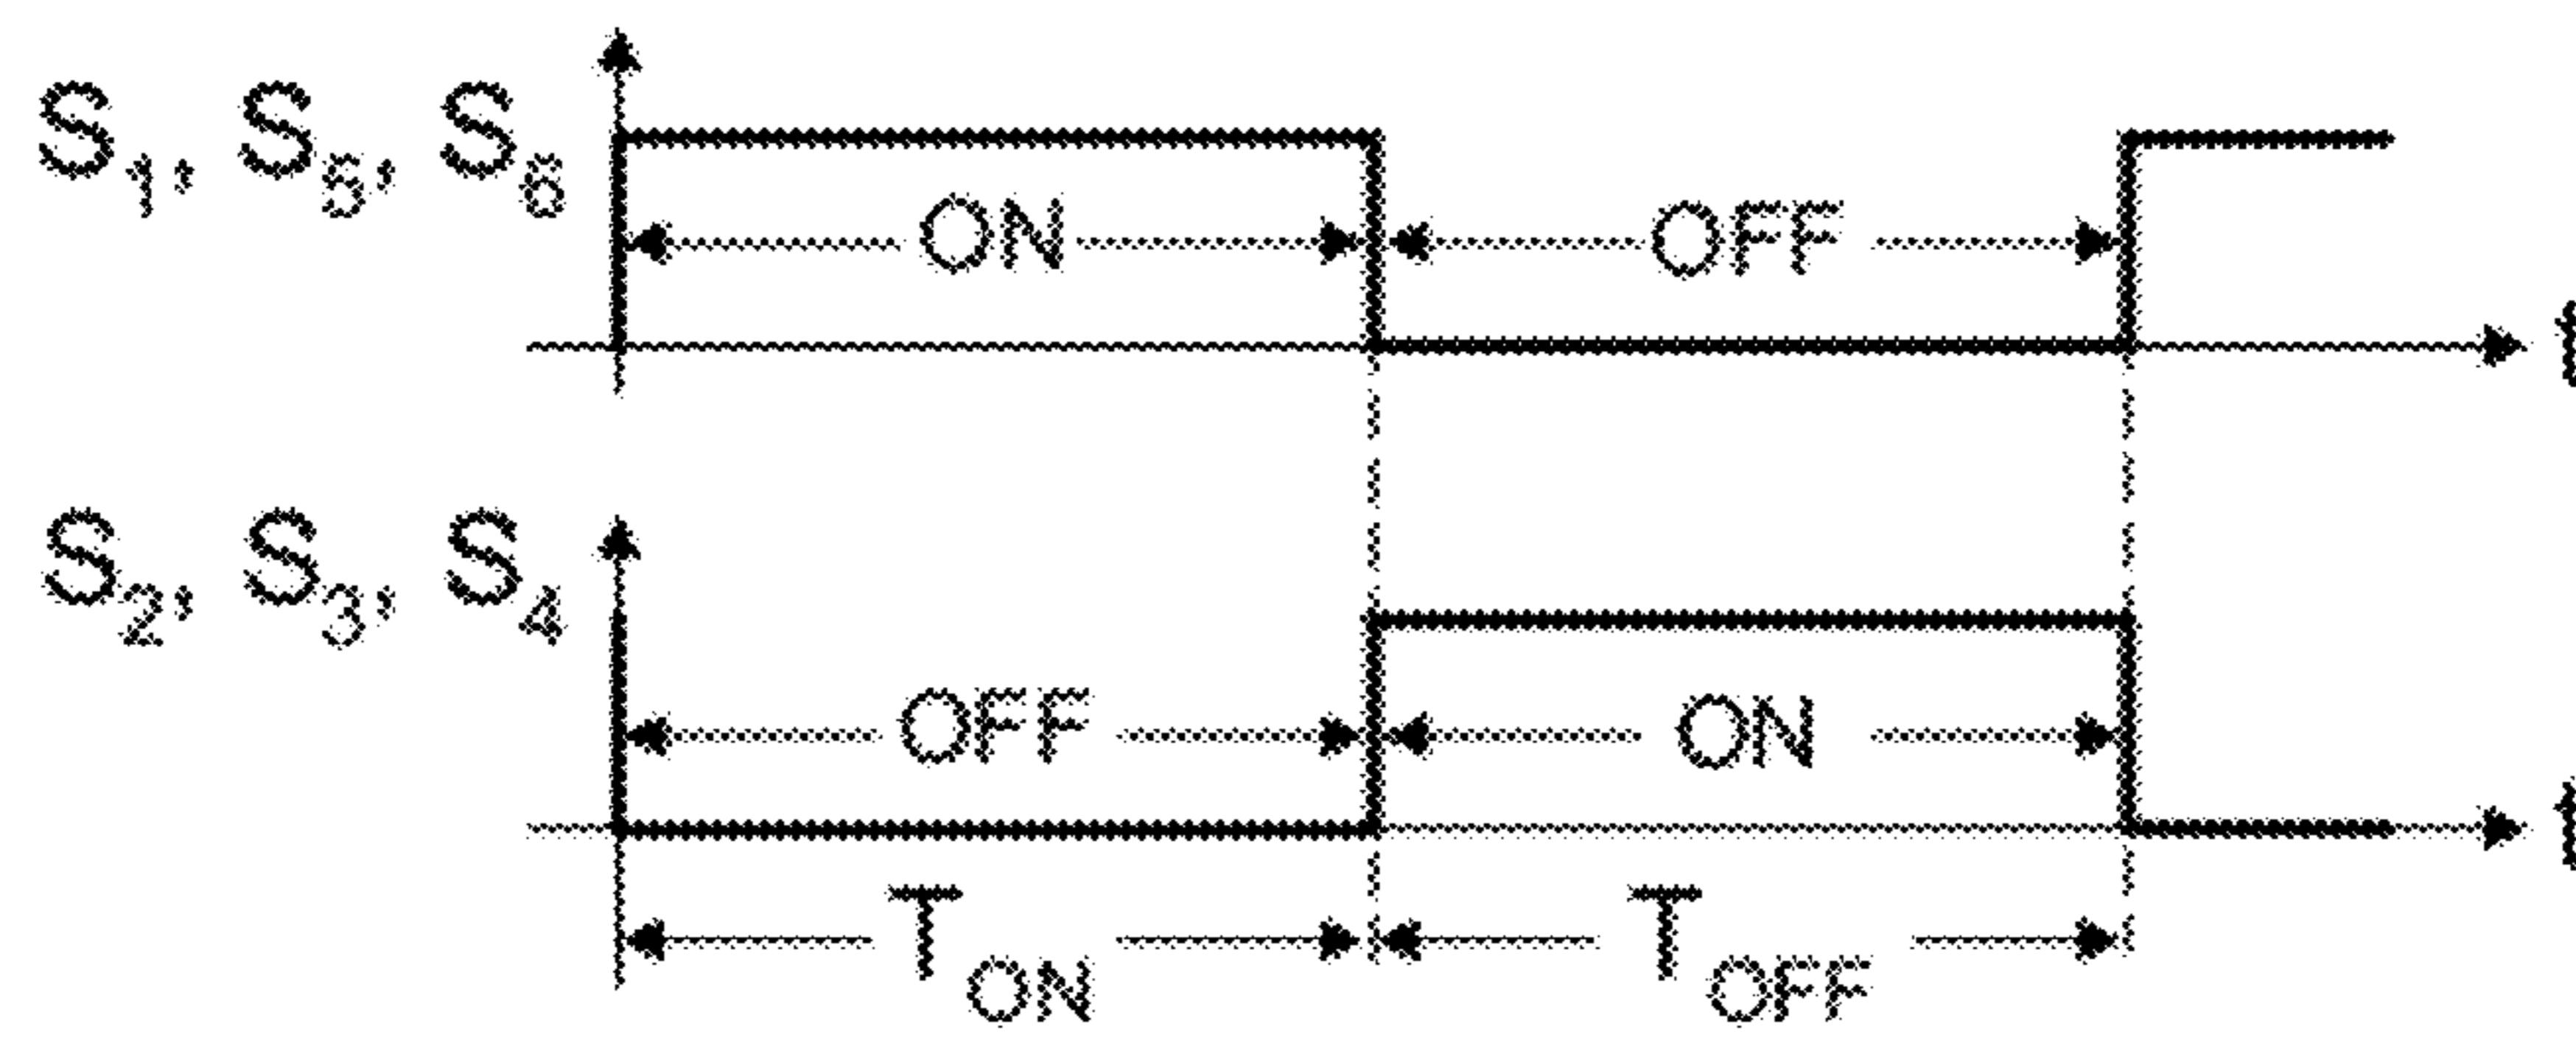 S1, S5, S6
ON OFF
t
S2, S3, S4
OFF ON
t
TON TOFF